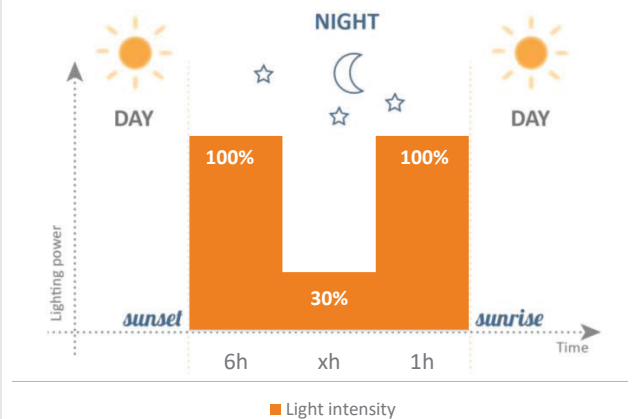 NIGHT
DAY
DAY
100%
100%
Lighting power
30%
sunset
sunrise
Time
6h
xh
1h
Light intensity